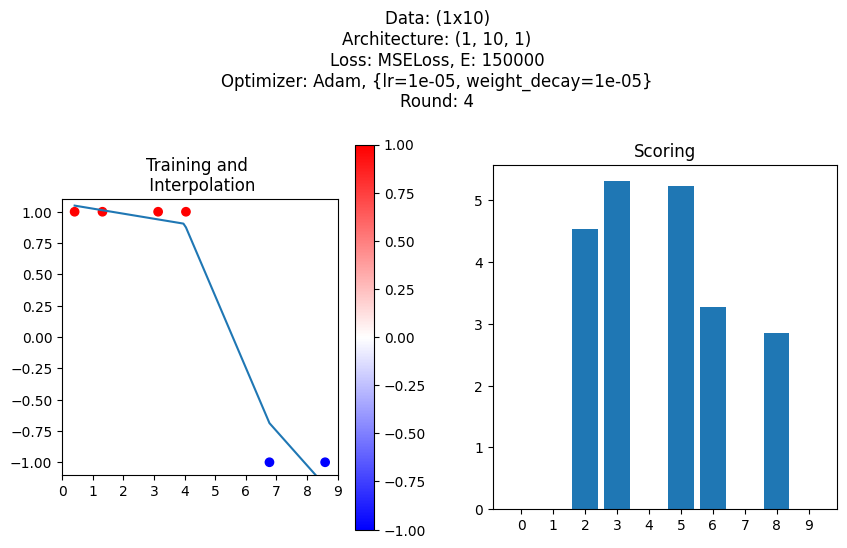 Data: (1x10)
Architecture: (1, 10, 1)
Loss: MSELoss, E: 150000
Optimizer: Adam, {lr=1e-05, weight_decay=1e-05}
Round: 4
Training and
Interpolation
1.00
0.75
0.50
0.25
0.00
−0.25
−0.50
−0.75
−1.00
0 1 2 3 4 5 6 7 8 9
1.00
0.75
0.50
0.25
0.00
−0.25
−0.50
−0.75
−1.00
Scoring
5
4
3
2
1
0
0 1 2 3 4 5 6 7 8 9